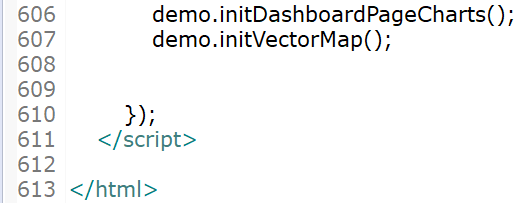 606 demo.initDashboardPageCharts();
607 demo.initVectorMap();
608
609
610 });
611 </script>
612
613 </html>